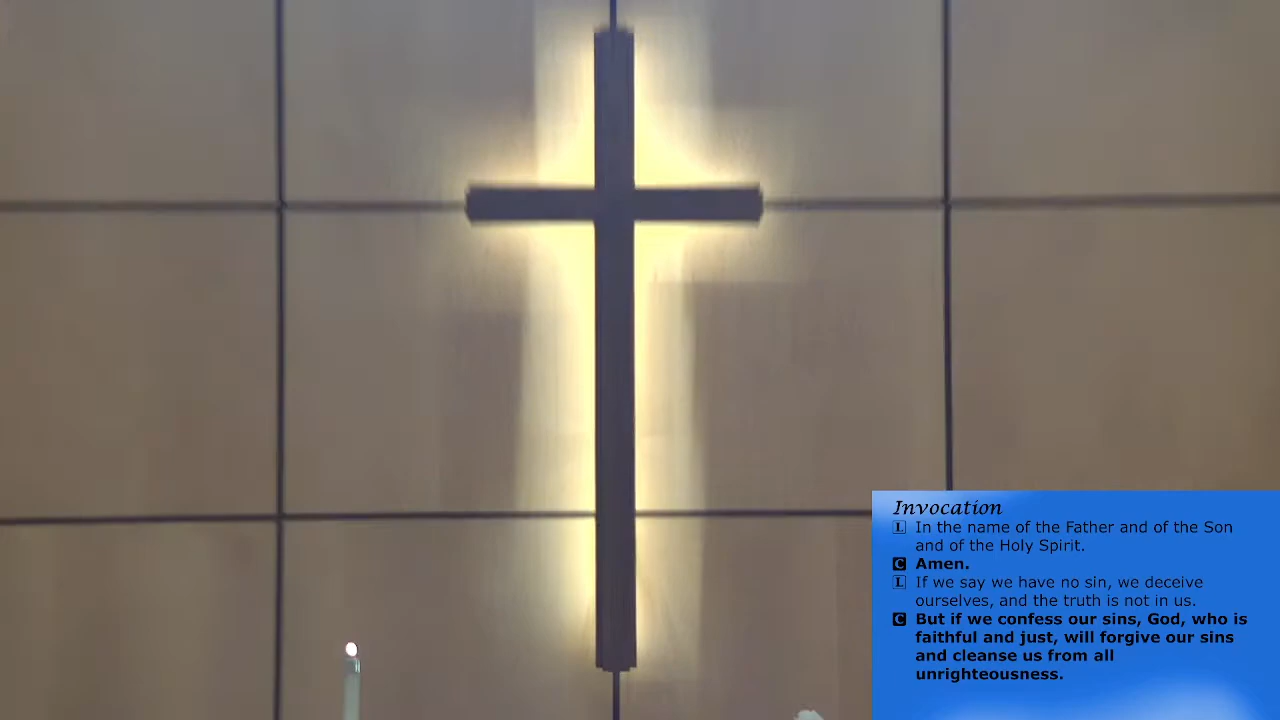 Invocation
L In the name of the Father and of the Son
and of the Holy Spirit.
C Amen.
L If we say we have no sin, we deceive
ourselves, and the truth is not in us.
C But if we confess our sins, God, who is
faithful and just, will forgive our sins
and cleanse us from all
unrighteousness.